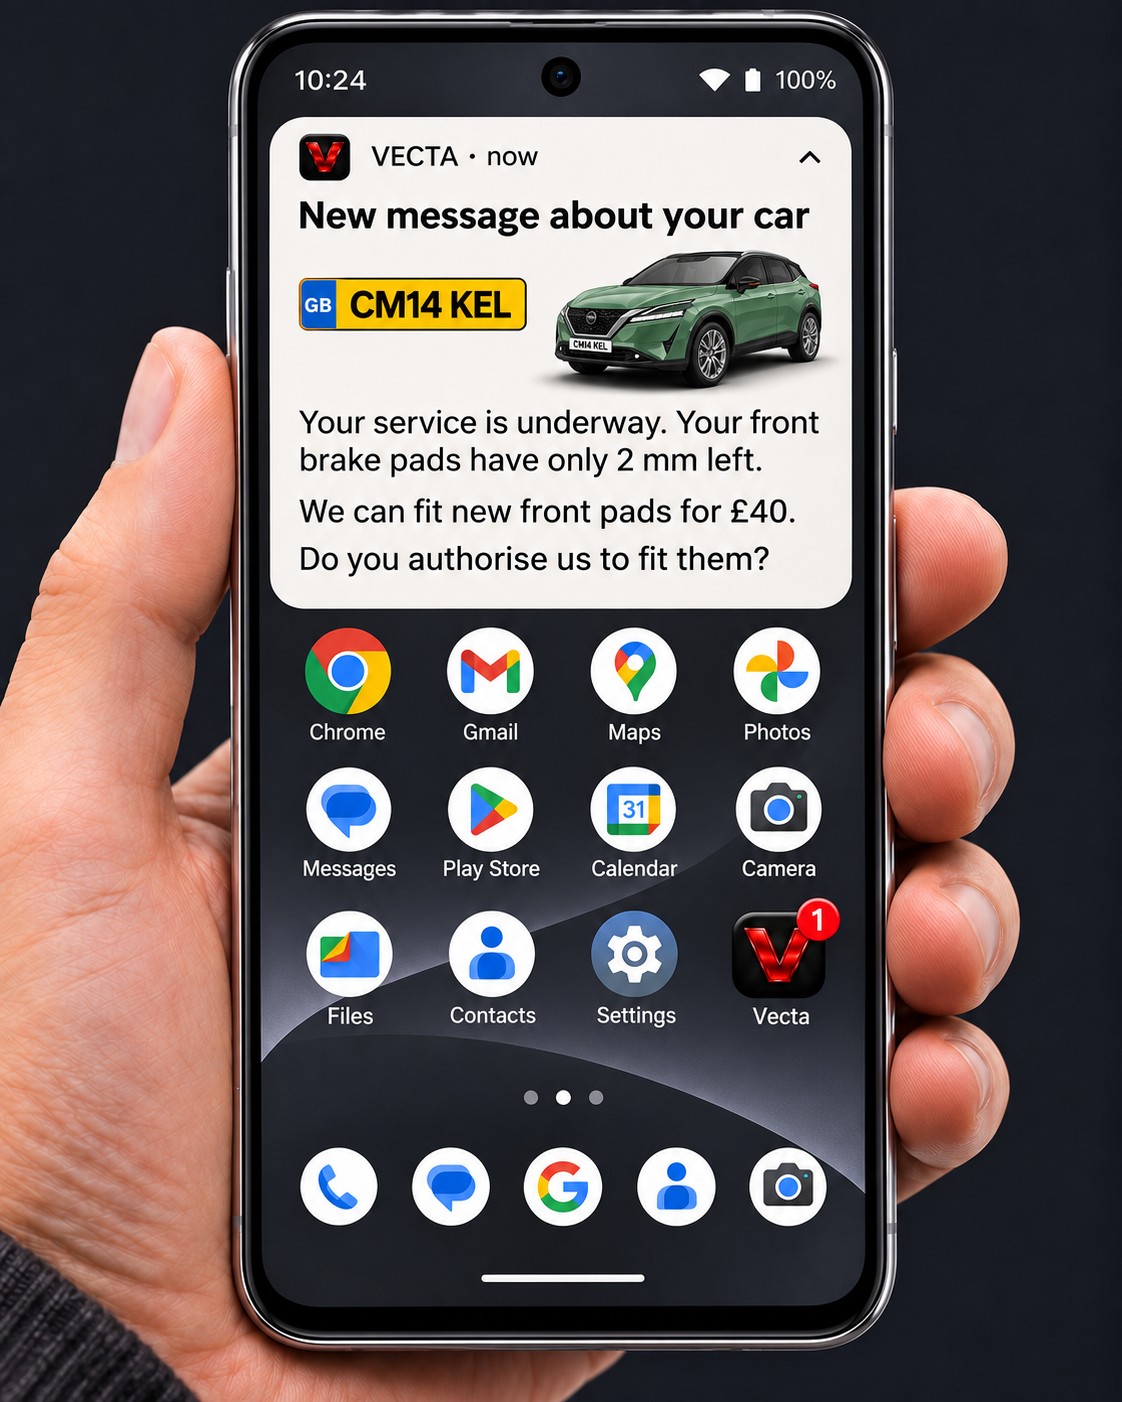 10:24
100%
VECTA • now
New message about your car
GB CM14 KEL
CM14 KEL
Your service is underway. Your front
brake pads have only 2 mm left.
We can fit new front pads for £40.
Do you authorise us to fit them?
Chrome
Gmail
Maps
Photos
Messages
Play Store
31
Calendar
Camera
Files
Contacts
Settings
V
1
Vecta
G